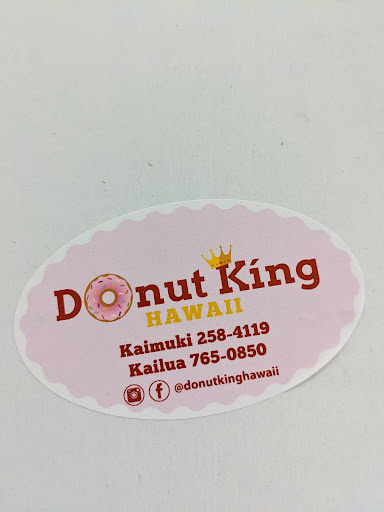 Donut King
HAWAII
Kaimuki 258-4119
Kailua 765-0850
@donutkinghawaii